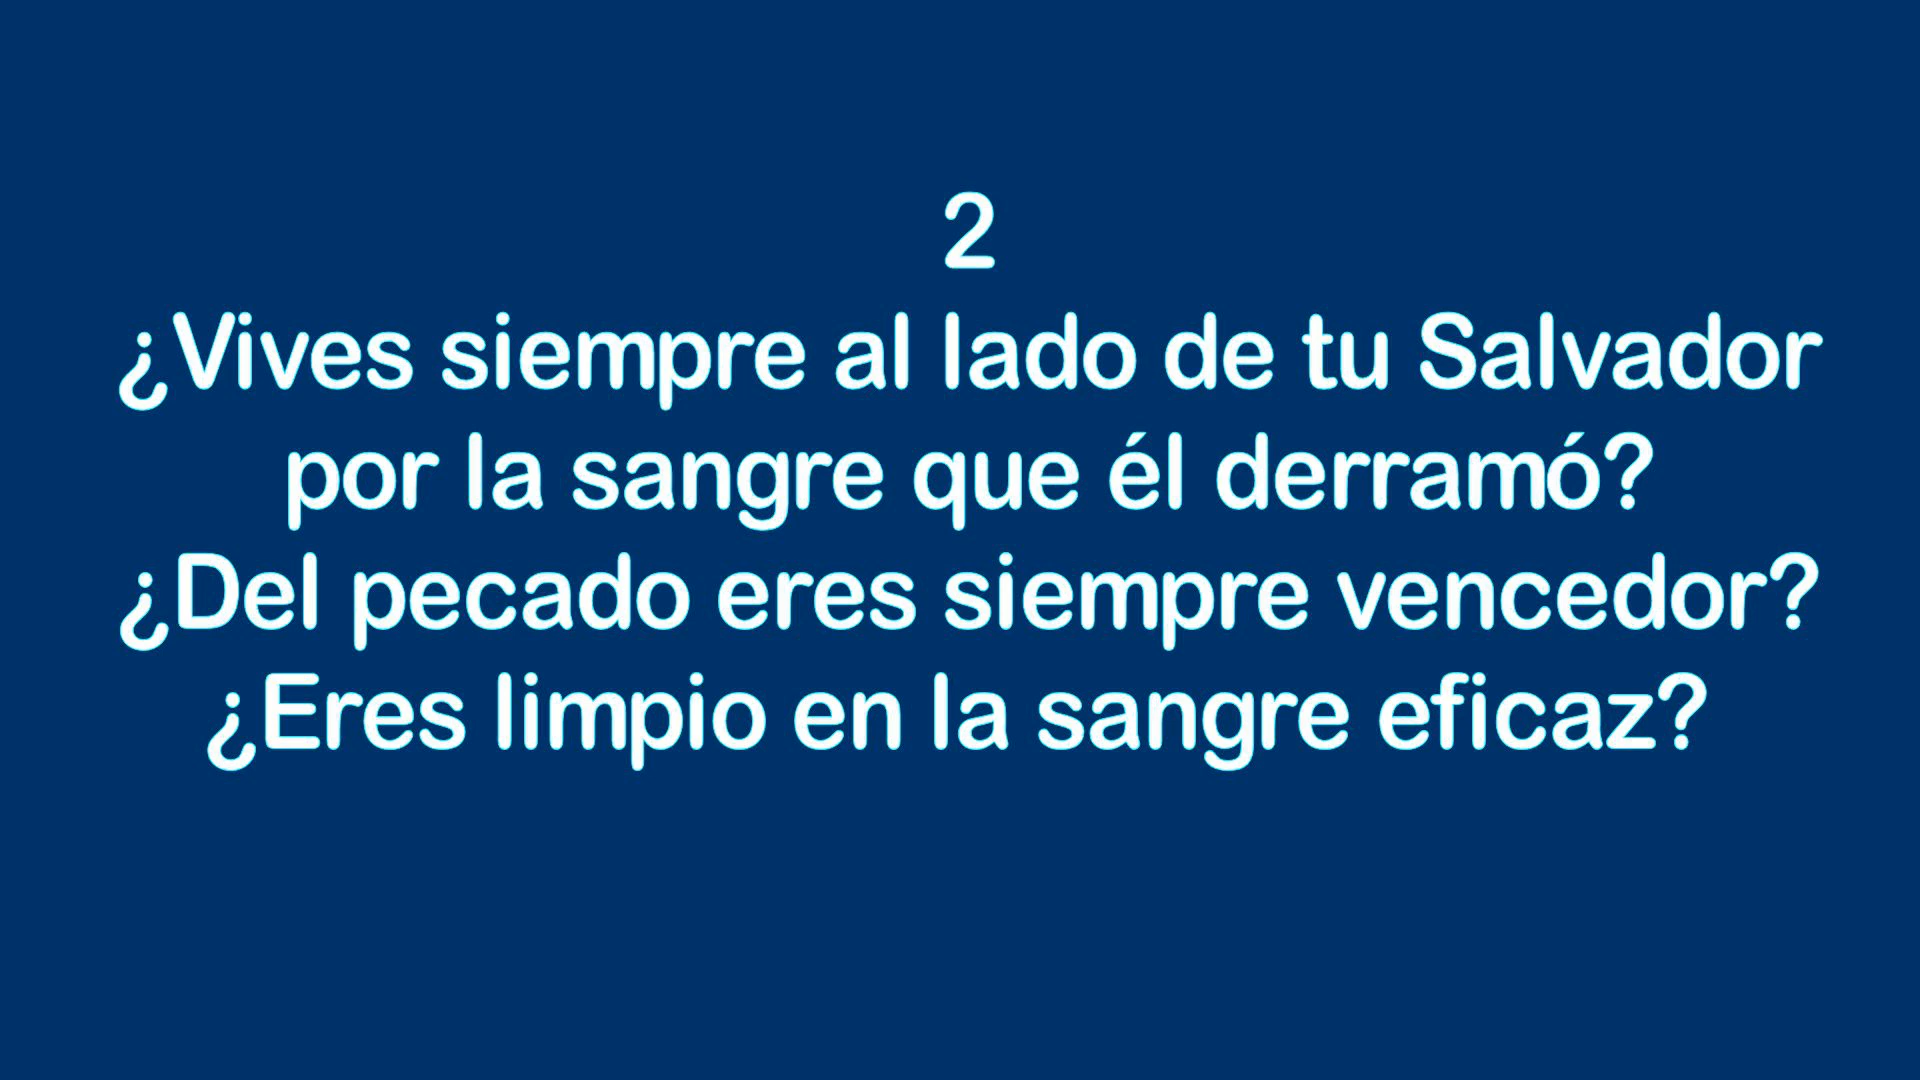 2
¿Vives siempre al lado de tu Salvador
por la sangre que él derramó?
¿Del pecado eres siempre vencedor?
¿Eres limpio en la sangre eficaz?